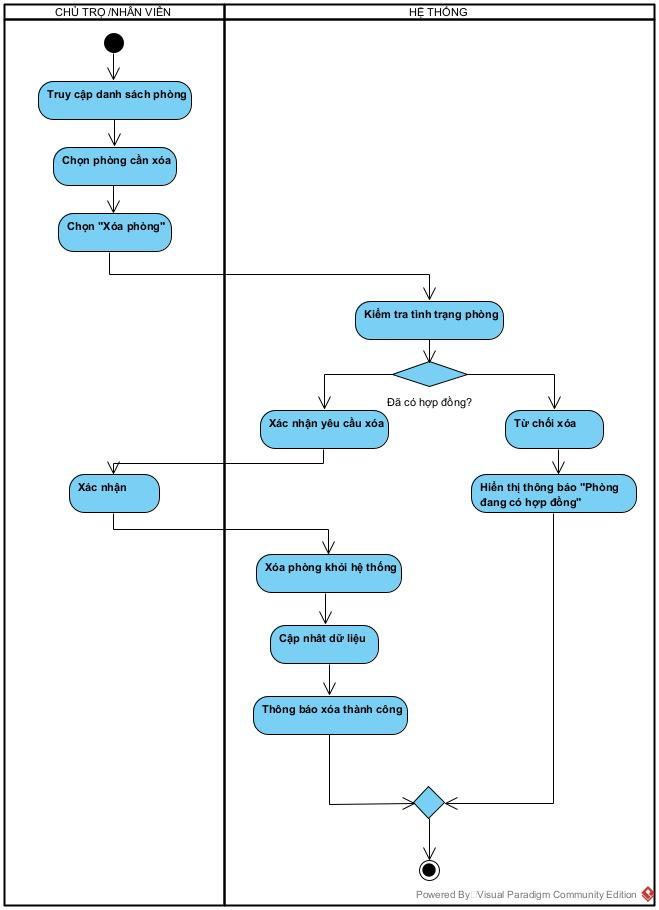 CHỦ TRỌ /NHÂN VIÊN
HỆ THỐNG
Truy cập danh sách phòng
Chọn phòng cần xóa
Chọn "Xóa phòng"
Kiểm tra tình trạng phòng
Đã có hợp đồng?
Xác nhận yêu cầu xóa
Từ chối xóa
Xác nhận
Hiển thị thông báo "Phòng
đang có hợp đồng"
Xóa phòng khỏi hệ thống
Cập nhât dữ liệu
Thông báo xóa thành công
Powered By Visual Paradigm Community Edition